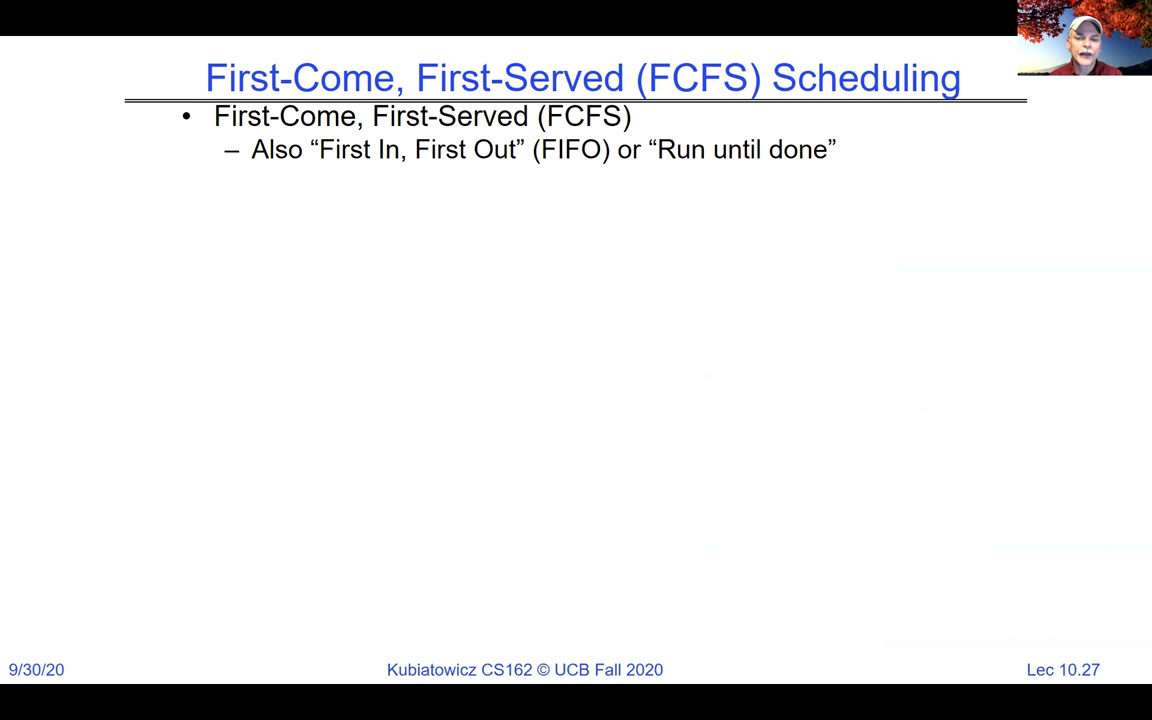 First-Come, First-Served (FCFS) Scheduling
• First-Come, First-Served (FCFS)
– Also “First In, First Out” (FIFO) or “Run until done”
9/30/20
Kubiatowicz CS162 © UCB Fall 2020
Lec 10.27